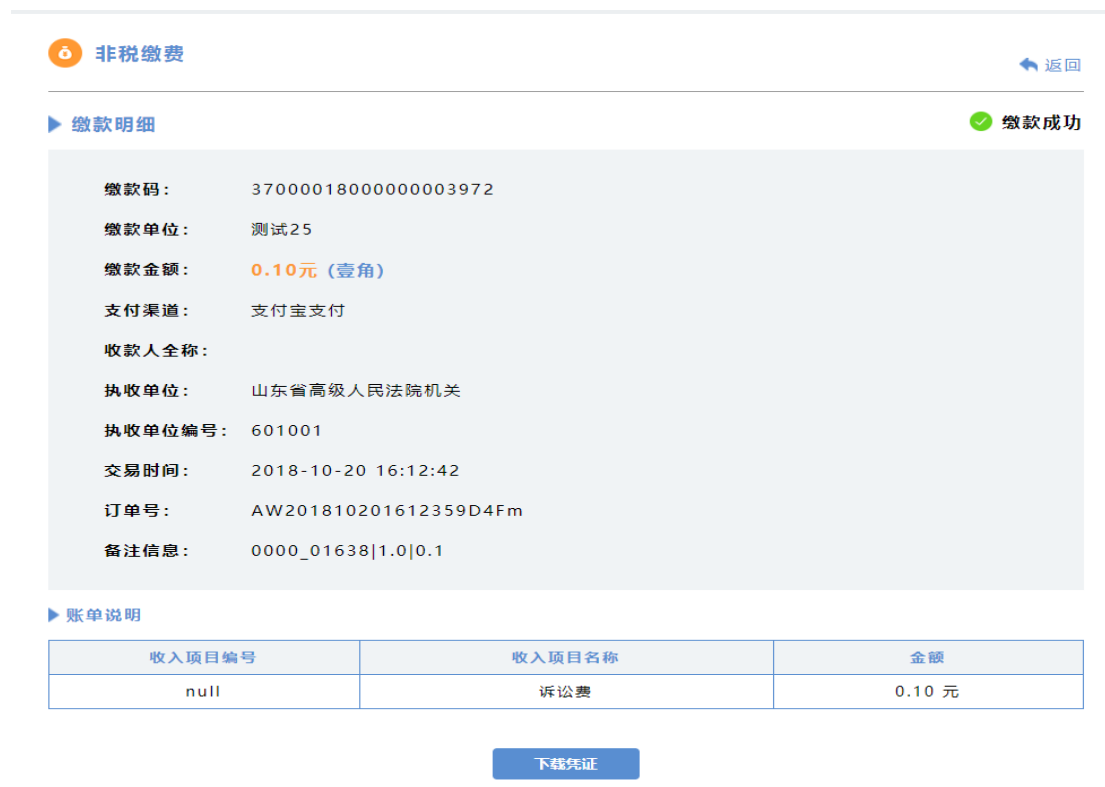 非税缴费
返回
缴款明细
缴款成功
缴款码： 37000018000000003972
缴款单位： 测试25
缴款金额： 0.10元 (壹角)
支付渠道： 支付宝支付
收款人全称：
执收单位： 山东省高级人民法院机关
执收单位编号： 601001
交易时间： 2018-10-20 16:12:42
订单号： AW201810201612359D4Fm
备注信息： 0000_01638|1.0|0.1
账单说明
收入项目编号 收入项目名称 金额
null 诉讼费 0.10 元
下载凭证